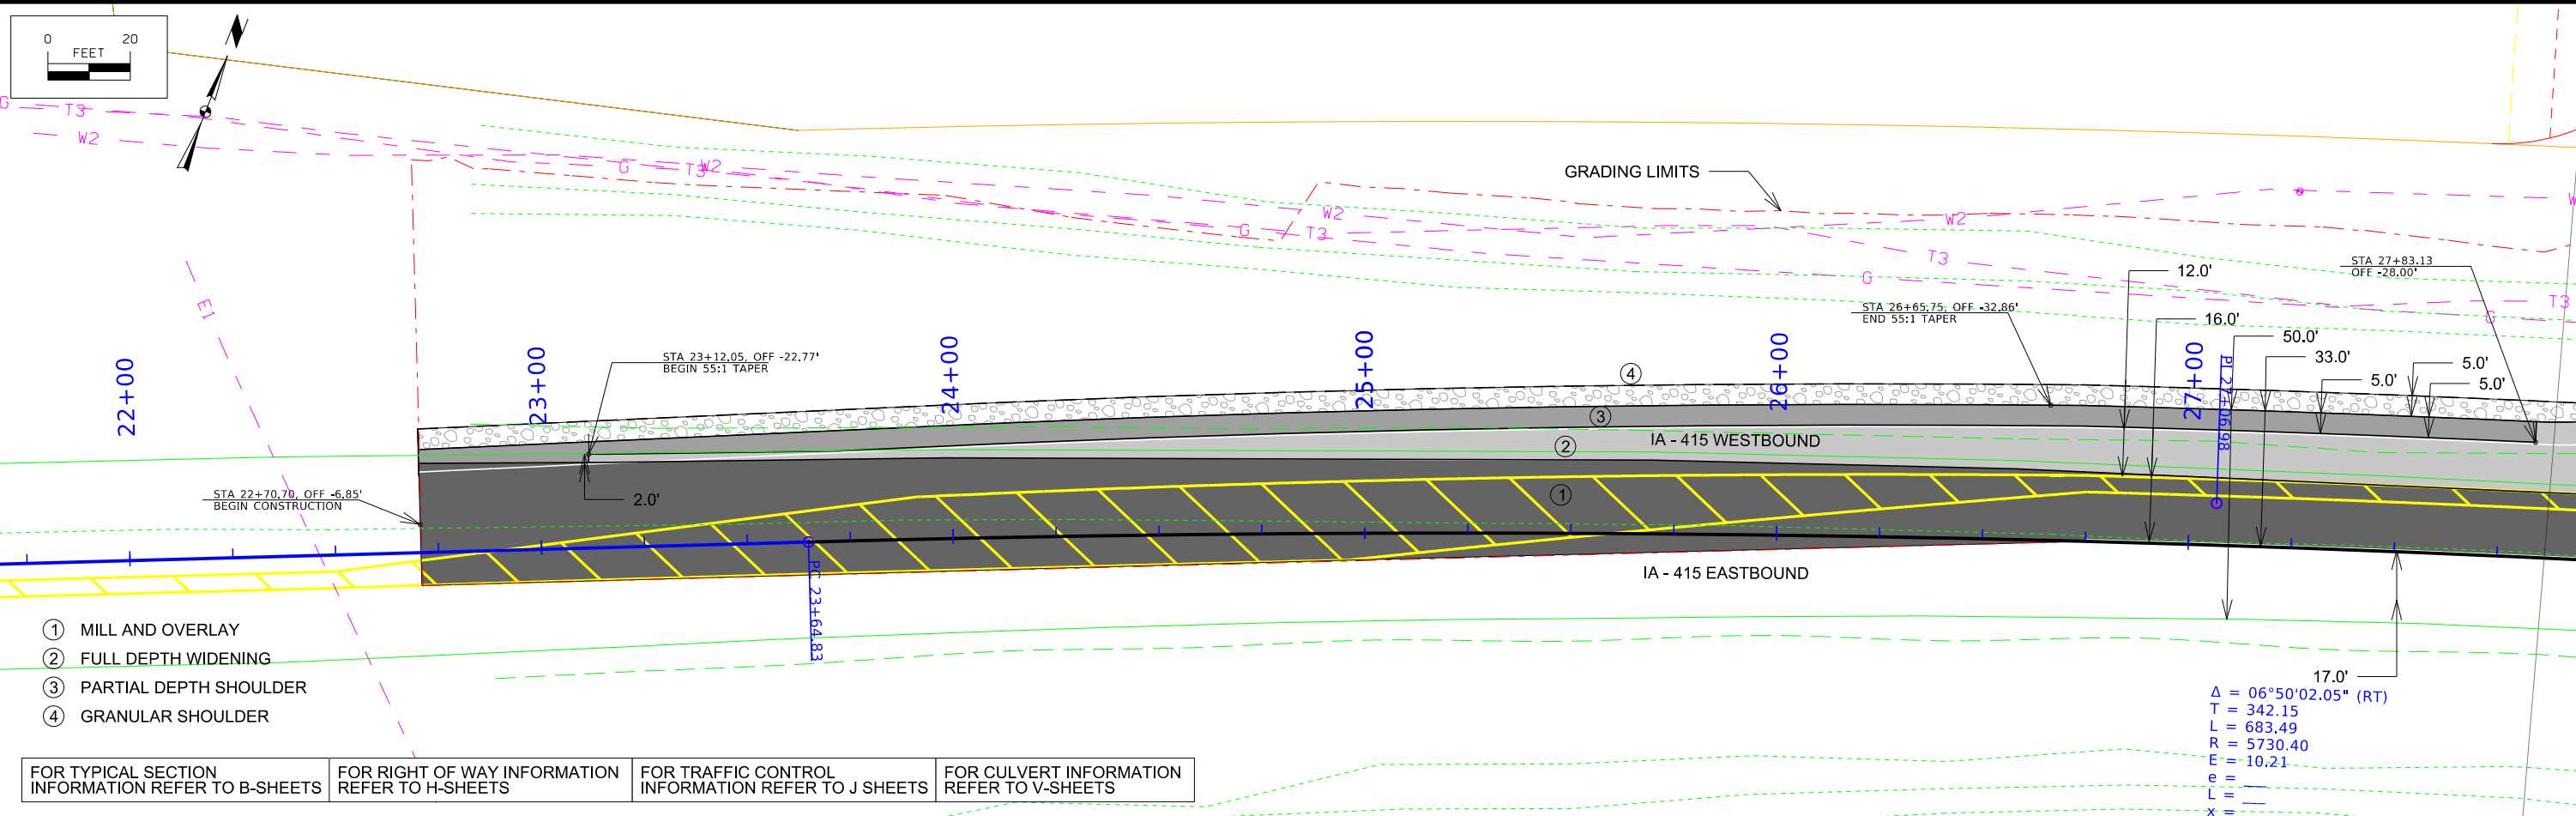 0 20
FEET
G
T3
W2
G
T3
W2
GRADING LIMITS
W2
G
T3
W2
T3
G
T3
G
W
E1
STA 27+83.13
OFF -28.00'
12.0'
16.0'
50.0'
33.0'
5.0'
5.0'
5.0'
STA 26+65.75, OFF -32.86'
END 55:1 TAPER
STA 23+12.05, OFF -22.77'
BEGIN 55:1 TAPER
22+00
23+00
24+00
25+00
26+00
27+00
PI 27+06.98
4
3
2
1
IA - 415 WESTBOUND
STA 22+70.70, OFF -6.85'
BEGIN CONSTRUCTION
2.0'
PC 23+64.83
IA - 415 EASTBOUND
17.0'
1 MILL AND OVERLAY
2 FULL DEPTH WIDENING
3 PARTIAL DEPTH SHOULDER
4 GRANULAR SHOULDER
Δ = 06°50'02.05" (RT)
T = 342.15
L = 683.49
R = 5730.40
E = 10.21
e = __
L = __
x =
FOR TYPICAL SECTION
INFORMATION REFER TO B-SHEETS
FOR RIGHT OF WAY INFORMATION
REFER TO H-SHEETS
FOR TRAFFIC CONTROL
INFORMATION REFER TO J SHEETS
FOR CULVERT INFORMATION
REFER TO V-SHEETS